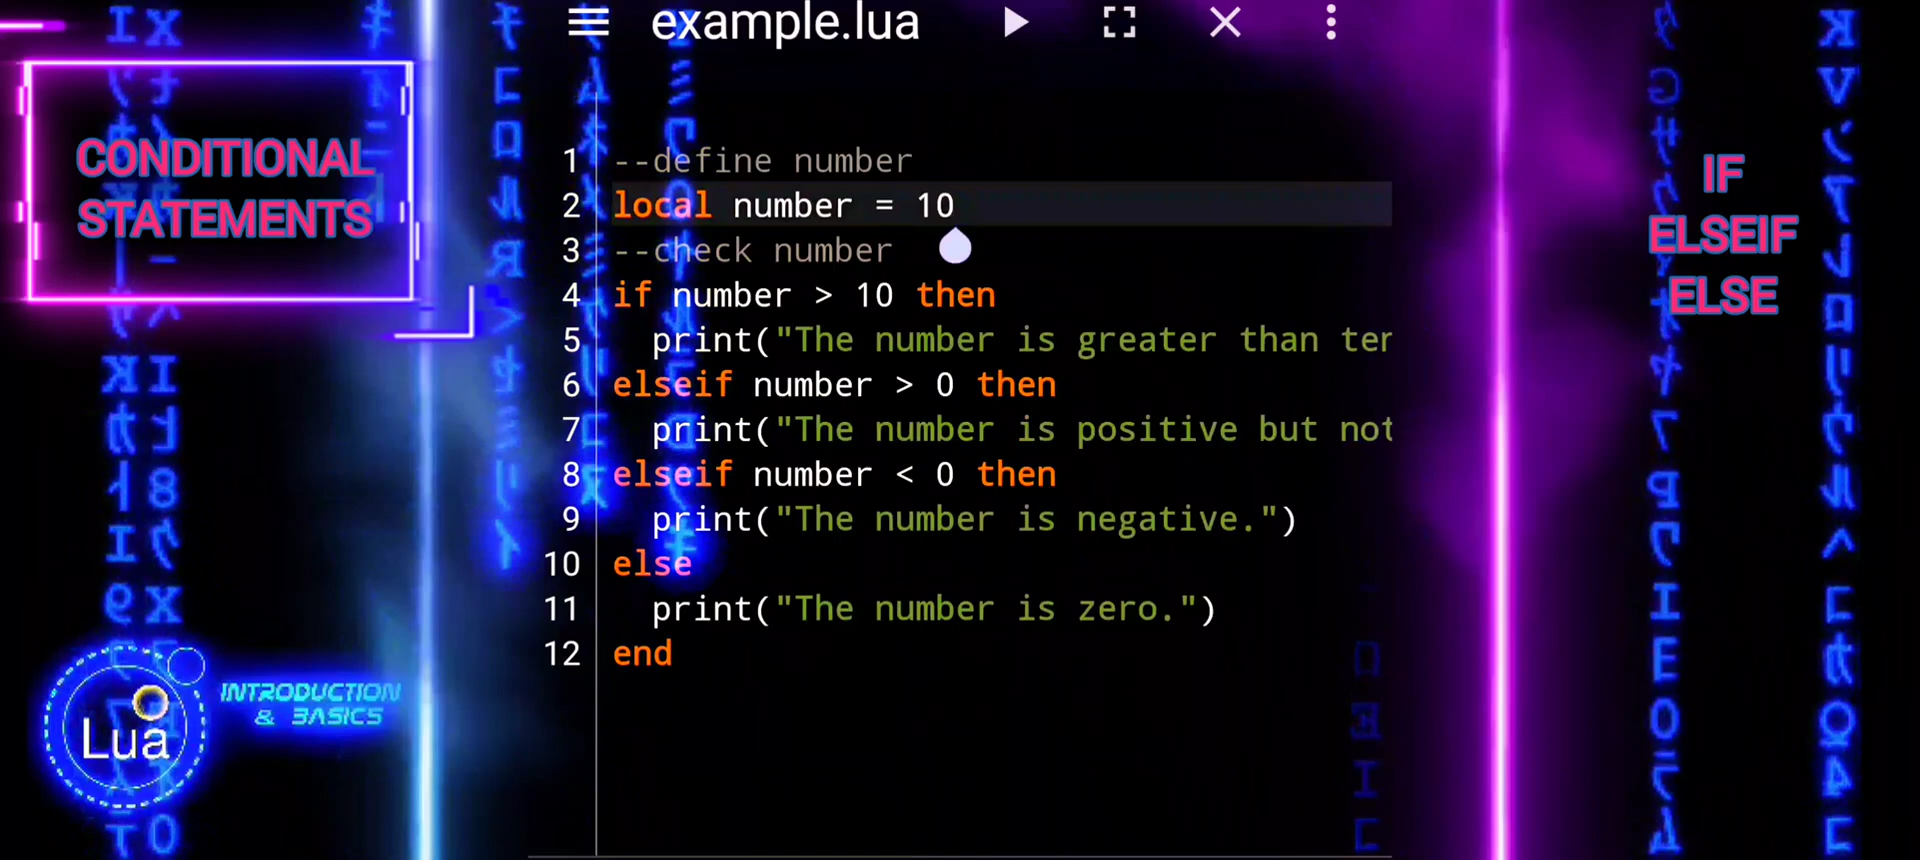 example.lua
CONDITIONAL
STATEMENTS
1 --define number
2 local number = 10
3 --check number
4 if number > 10 then
5 print("The number is greater than
6 elseif number > 0 then
7 print("The number is positive but not
8 elseif number < 0 then
9 print("The number is negative.")
10 else
11 print("The number is zero.")
12 end
IF
ELSEIF
ELSE
Lua
INTRODUCTION
& BASICS